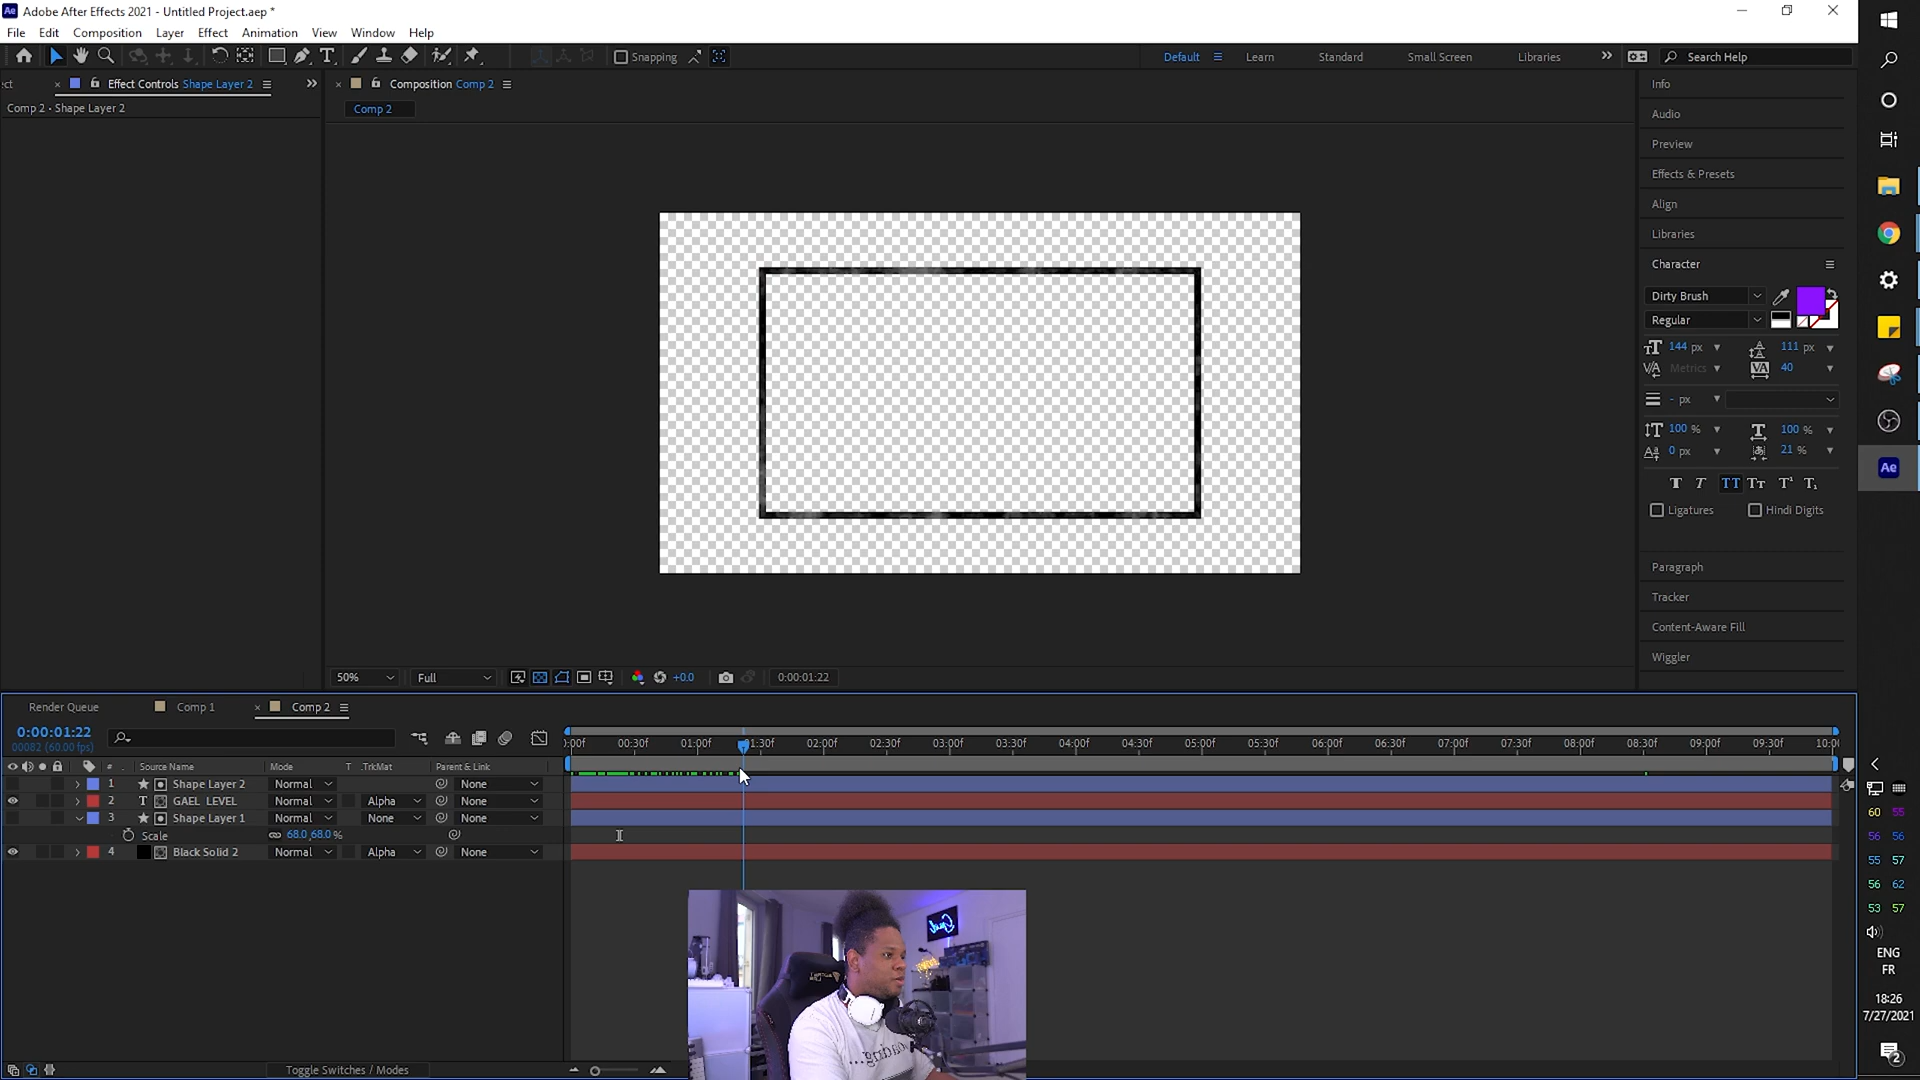 Ae Adobe After Effects 2021 - Untitled Project.aep *
File Edit Composition Layer Effect Animation View Window Help
Snapping
Default Learn Standard Small Screen Libraries Search Help
Effect Controls Shape Layer 2
Composition Comp 2
Comp 2 • Shape Layer 2
Comp 2
Info
Audio
Preview
Effects & Presets
Align
Libraries
Character
Dirty Brush
Regular
144 px 111 px
Metrics 40
- px
100 % 100 %
0 px 21 %
Ligatures Hindi Digits
Paragraph
Tracker
Content-Aware Fill
Wiggler
50% Full +0.0 0:00:01:22
Render Queue Comp 1 Comp 2
0:00:01:22
00082 (60.00 fps)
:00f 00:30f 01:00f 01:30f 02:00f 02:30f 03:00f 03:30f 04:00f 04:30f 05:00f 05:30f 06:00f 06:30f 07:00f 07:30f 08:00f 08:30f 09:00f 09:30f 10:00
# Source Name Mode T .TrkMat Parent & Link
1 Shape Layer 2 Normal None
2 T GAEL LEVEL Normal Alpha None
3 Shape Layer 1 Normal None None
Scale 68.0,68.0 %
4 Black Solid 2 Normal Alpha None
Toggle Switches / Modes
Ae
60 55
56 56
55 57
56 62
53 57
ENG
FR
18:26
7/27/2021
2